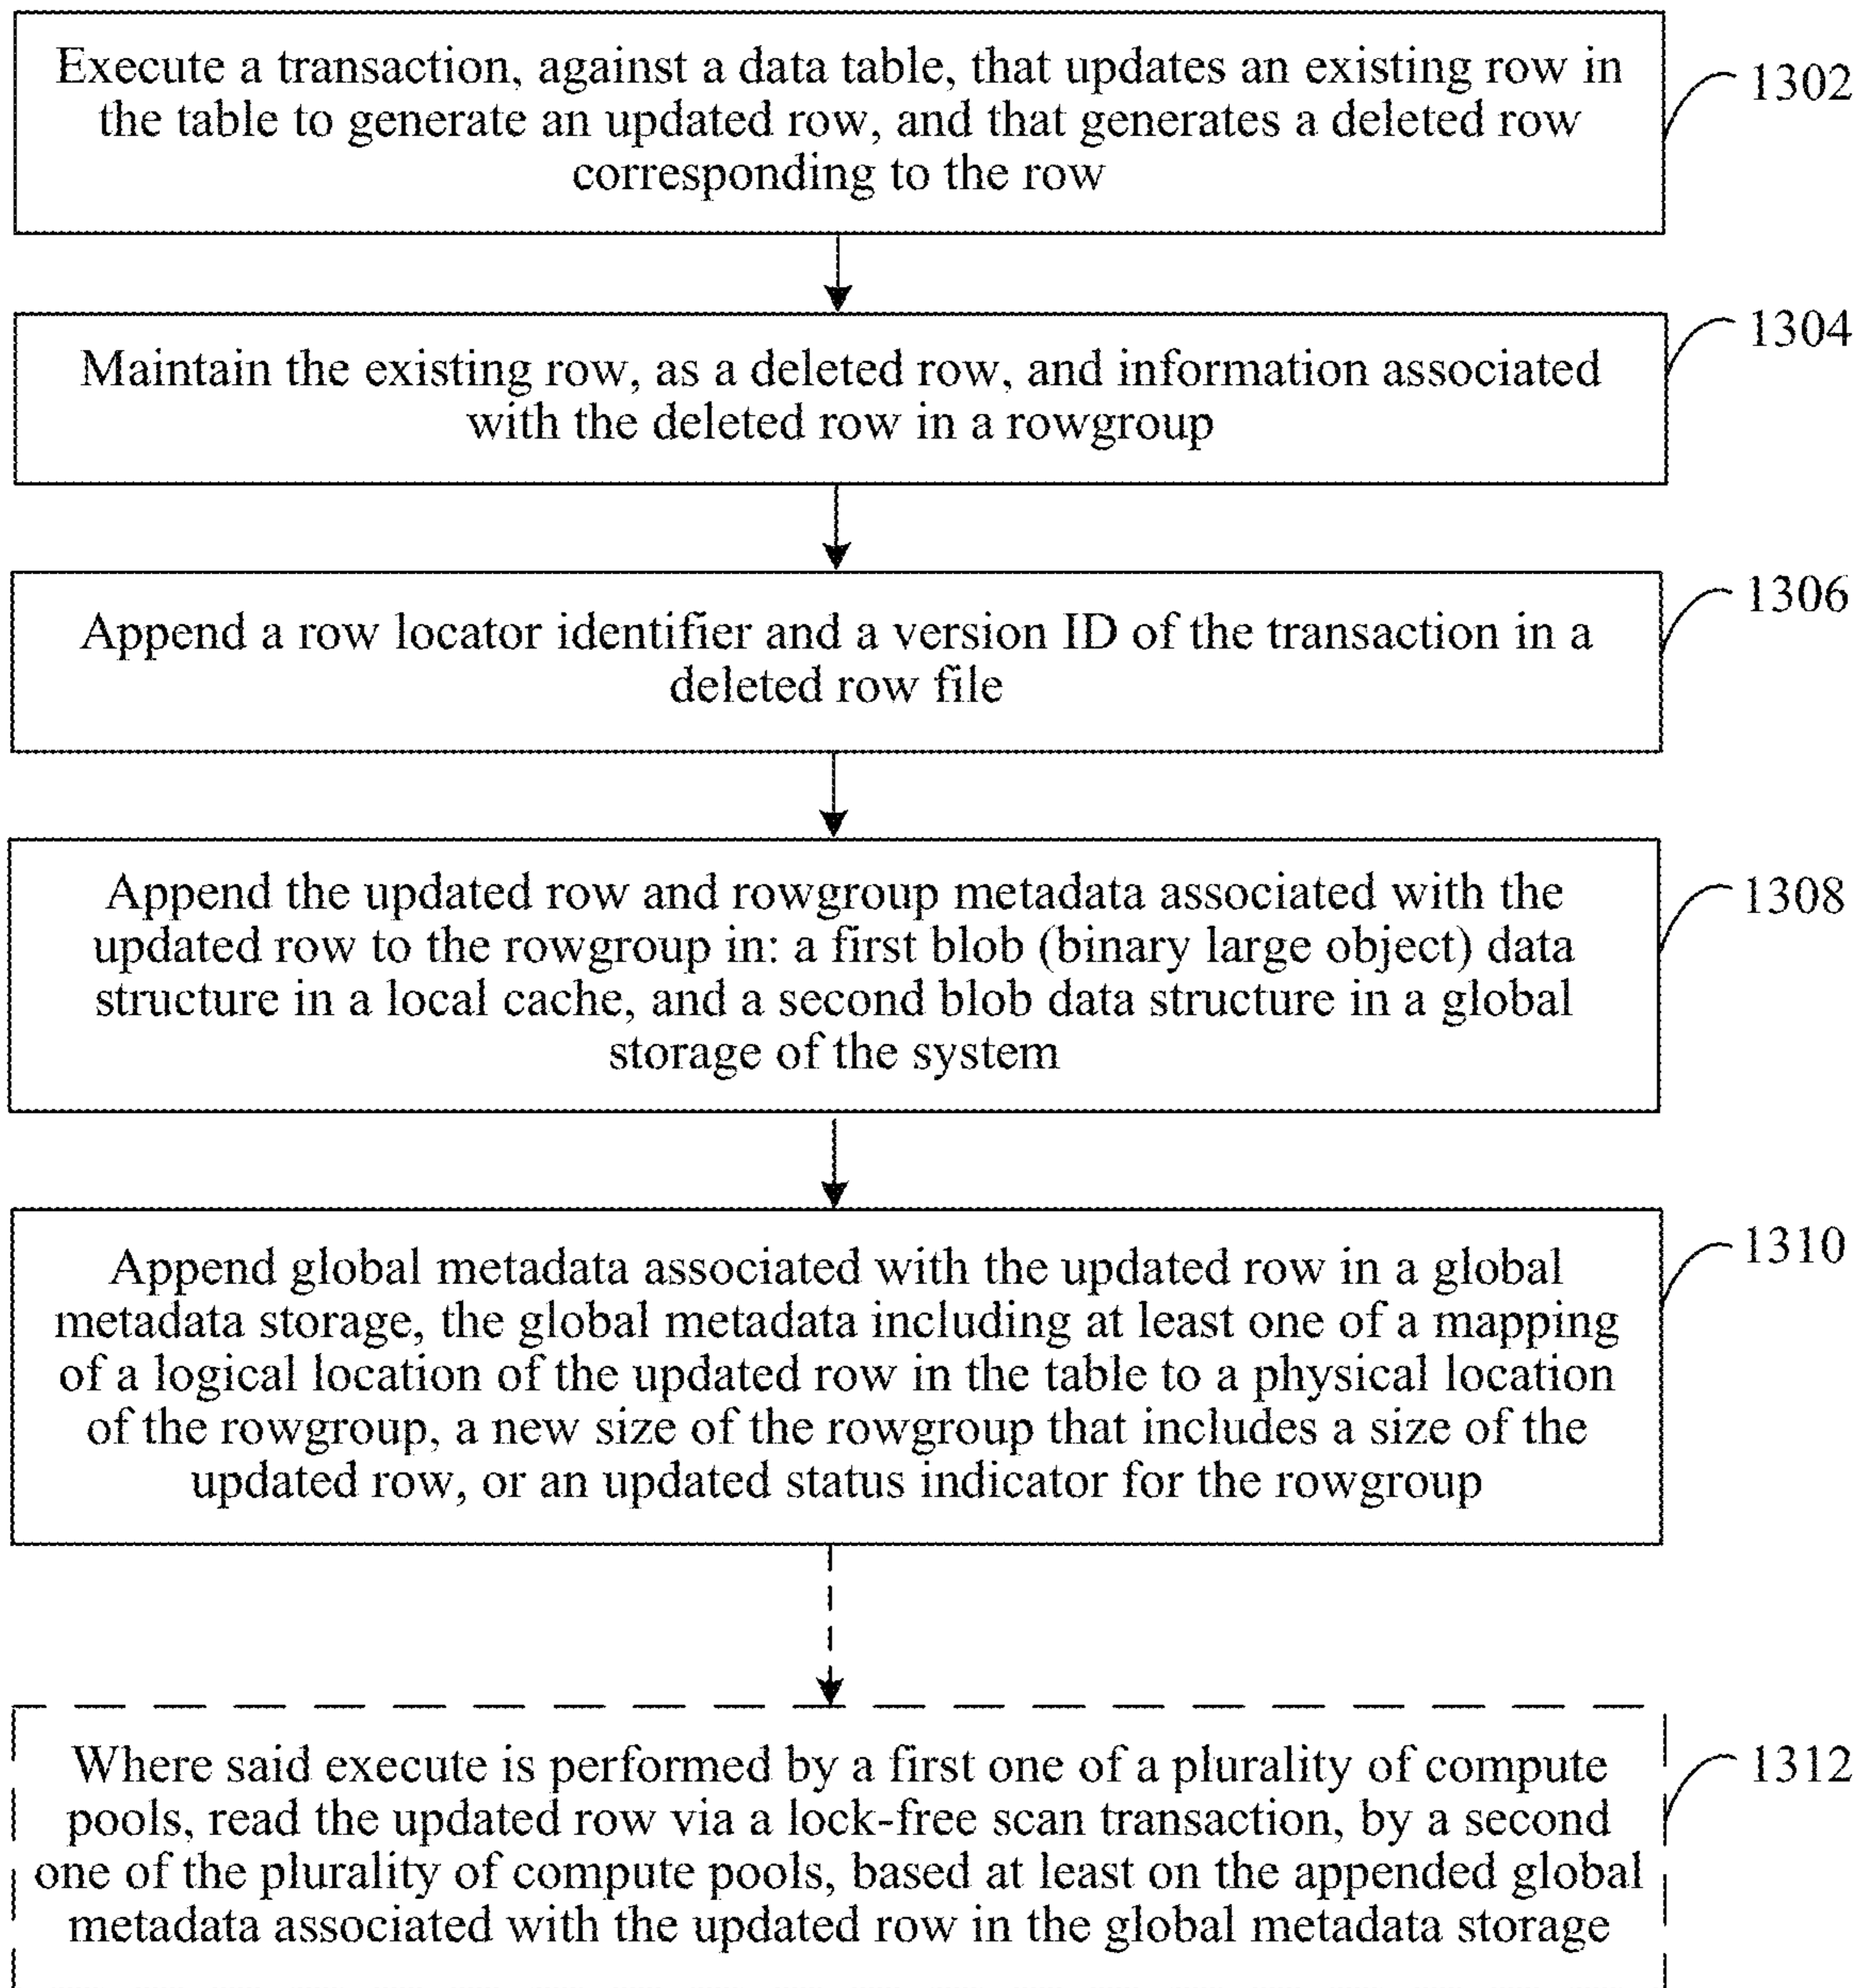 Execute a transaction, against a data table, that updates an existing row in
the table to generate an updated row, and that generates a deleted row
corresponding to the row
1302
Maintain the existing row, as a deleted row, and information associated
with the deleted row in a rowgroup
1304
Append a row locator identifier and a version ID of the transaction in a
deleted row file
1306
Append the updated row and rowgroup metadata associated with the
updated row to the rowgroup in: a first blob (binary large object) data
structure in a local cache, and a second blob data structure in a global
storage of the system
1308
Append global metadata associated with the updated row in a global
metadata storage, the global metadata including at least one of a mapping
of a logical location of the updated row in the table to a physical location
of the rowgroup, a new size of the rowgroup that includes a size of the
updated row, or an updated status indicator for the rowgroup
1310
Where said execute is performed by a first one of a plurality of compute
pools, read the updated row via a lock-free scan transaction, by a second
one of the plurality of compute pools, based at least on the appended global
metadata associated with the updated row in the global metadata storage
1312